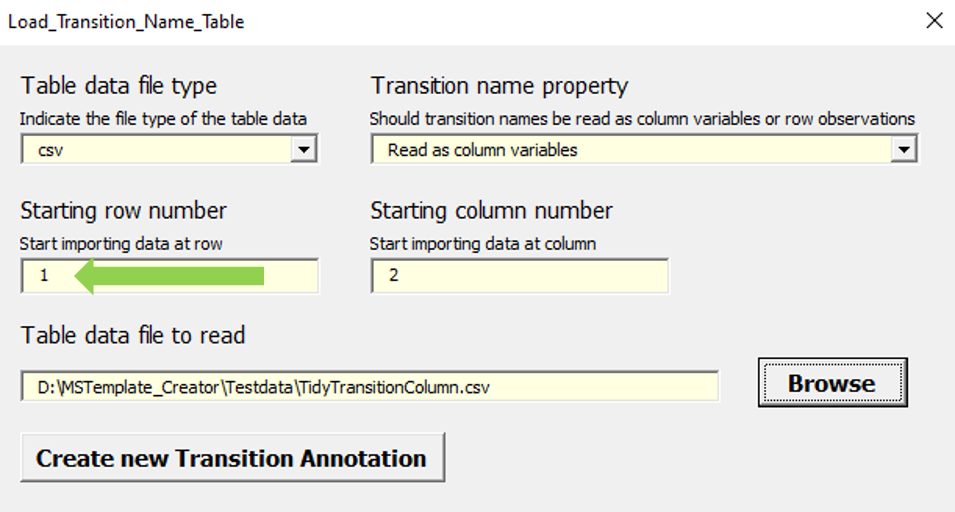 Load_Transition_Name_Table
Table data file type
Indicate the file type of the table data
csv
Transition name property
Should transition names be read as column variables or row observations
Read as column variables
Starting row number
Start importing data at row
1
Starting column number
Start importing data at column
2
Table data file to read
D:\MSTemplate_Creator\Testdata\TidyTransitionColumn.csv
Browse
Create new Transition Annotation